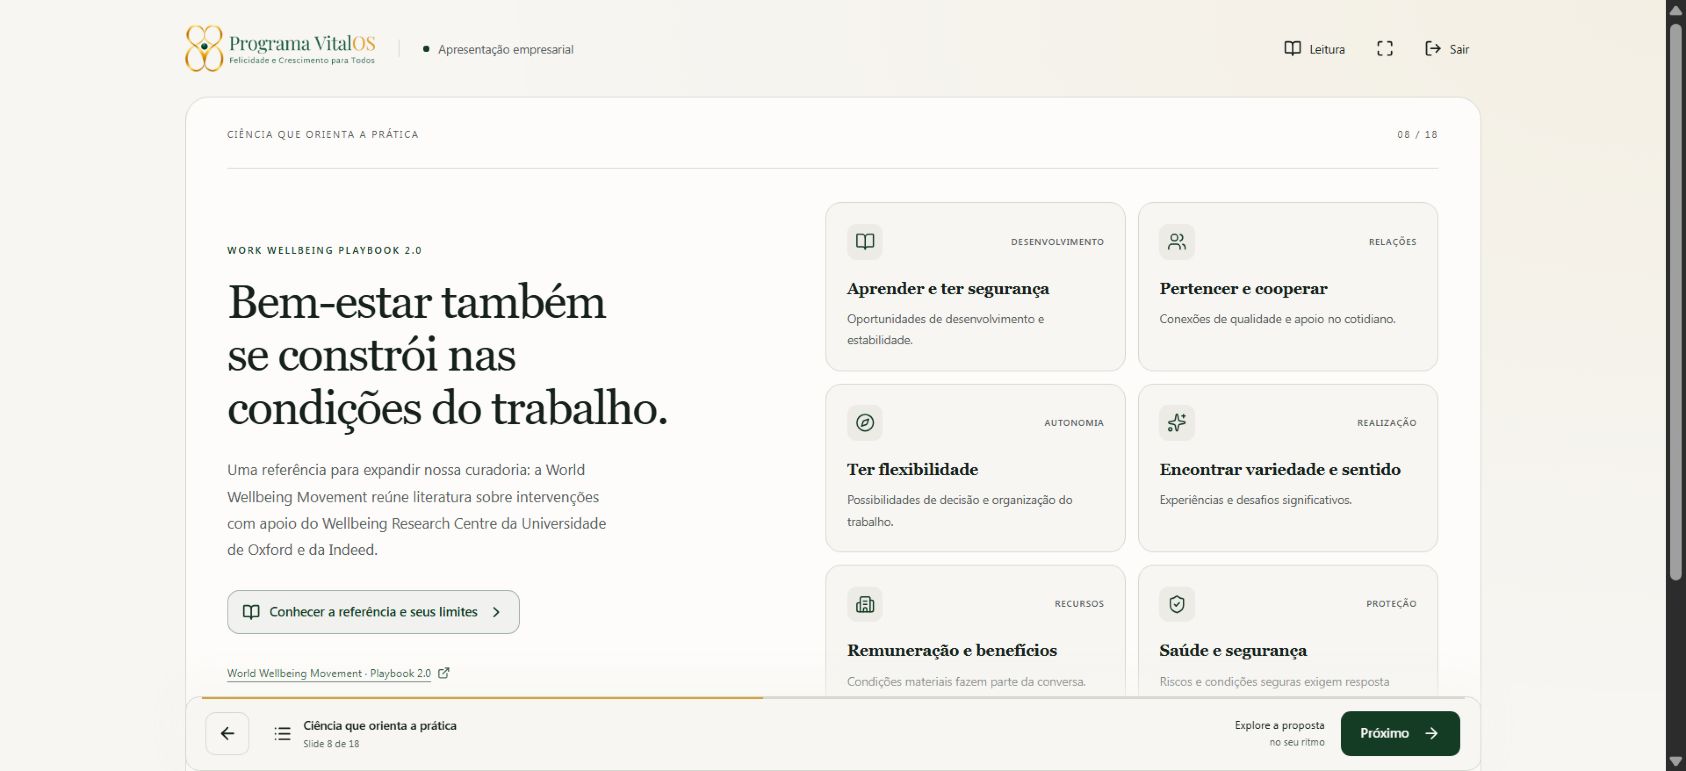 Programa VitalOS
Felicidade e Crescimento para Todos
Apresentação empresarial
Leitura
Sair
CIÊNCIA QUE ORIENTA A PRÁTICA
08 / 18
WORK WELLBEING PLAYBOOK 2.0
Bem-estar também
se constrói nas
condições do trabalho.
Uma referência para expandir nossa curadoria: a World
Wellbeing Movement reúne literatura sobre intervenções
com apoio do Wellbeing Research Centre da Universidade
de Oxford e da Indeed.
Conhecer a referência e seus limites
World Wellbeing Movement · Playbook 2.0
DESENVOLVIMENTO
Aprender e ter segurança
Oportunidades de desenvolvimento e
estabilidade.
RELAÇÕES
Pertencer e cooperar
Conexões de qualidade e apoio no cotidiano.
AUTONOMIA
Ter flexibilidade
Possibilidades de decisão e organização do
trabalho.
REALIZAÇÃO
Encontrar variedade e sentido
Experiências e desafios significativos.
RECURSOS
Remuneração e benefícios
Condições materiais fazem parte da conversa.
PROTEÇÃO
Saúde e segurança
Riscos e condições seguras exigem resposta
Ciência que orienta a prática
Slide 8 de 18
Explore a proposta
no seu ritmo
Próximo